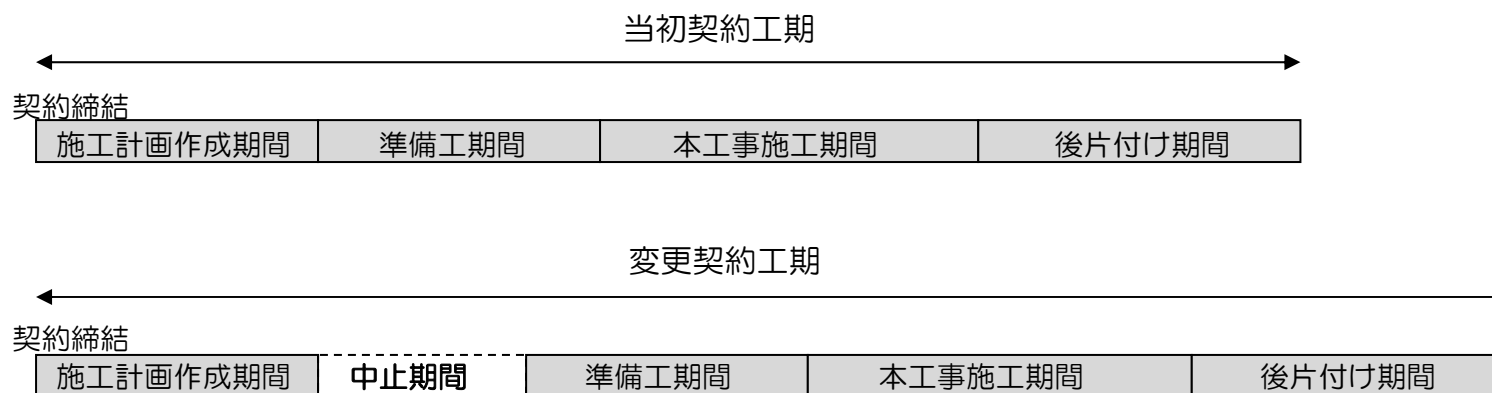 当初契約工期
契約締結
施工計画作成期間 準備工期間 本工事施工期間 後片付け期間
変更契約工期
契約締結
施工計画作成期間 中止期間 準備工期間 本工事施工期間 後片付け期間